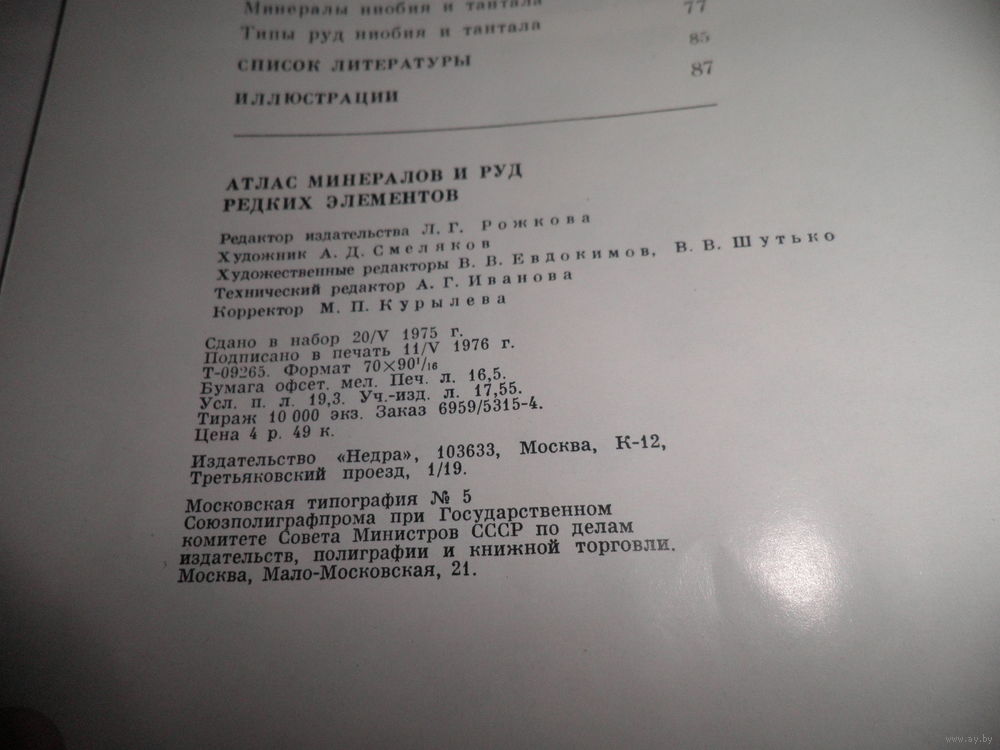 Минералы ниобия и тантала 77
Типы руд ниобия и тантала 85
СПИСОК ЛИТЕРАТУРЫ 87
ИЛЛЮСТРАЦИИ
АТЛАС МИНЕРАЛОВ И РУД
РЕДКИХ ЭЛЕМЕНТОВ
Редактор издательства Л. Г. Рожкова
Художник А. Д. Смеляков
Художественные редакторы В. В. Евдокимов, В. В. Шутько
Технический редактор А. Г. Иванова
Корректор М. П. Курылева
Сдано в набор 20/V 1975 г.
Подписано в печать 11/V 1976 г.
Т-09265. Формат 70×90¹/₁₆
Бумага офсет. мел. Печ. л. 16,5.
Усл. п. л. 19,3. Уч.-изд. л. 17,55.
Тираж 10 000 экз. Заказ 6959/5315-4.
Цена 4 р. 49 к.
Издательство «Недра», 103633, Москва, К-12,
Третьяковский проезд, 1/19.
Московская типография № 5
Союзполиграфпрома при Государственном
комитете Совета Министров СССР по делам
издательств, полиграфии и книжной торговли.
Москва, Мало-Московская, 21.
www.ay.by